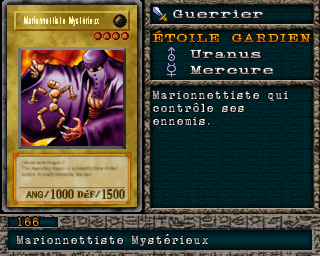 Marionnettiste Mystérieux
ANG/1000 DÉF/1500
Guerrier
ÉTOILE GARDIEN
Uranus
Mercure
Marionnettiste qui
contrôle ses
ennemis.
166
Marionnettiste Mystérieux